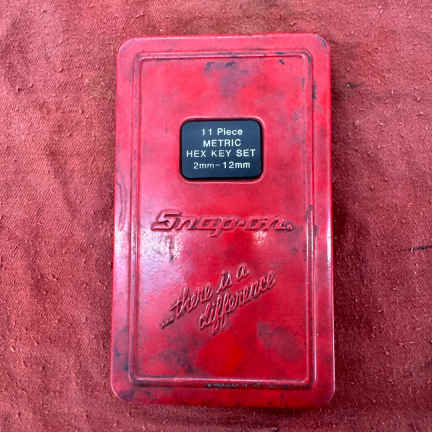 11 Piece
METRIC
HEX KEY SET
2mm-12mm
Snap-on
...there is a
difference